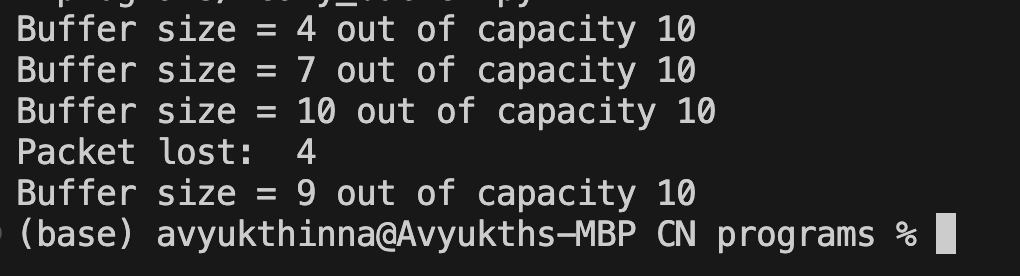 Buffer size = 4 out of capacity 10
Buffer size = 7 out of capacity 10
Buffer size = 10 out of capacity 10
Packet lost:  4
Buffer size = 9 out of capacity 10
(base) avyukthinna@Avyukths-MBP CN programs %